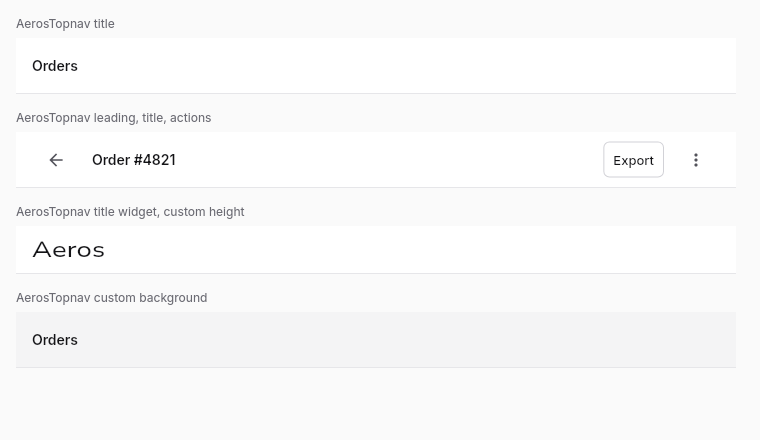 AerosTopnav title
Orders
AerosTopnav leading, title, actions
Order #4821
Export
AerosTopnav title widget, custom height
Aeros
AerosTopnav custom background
Orders